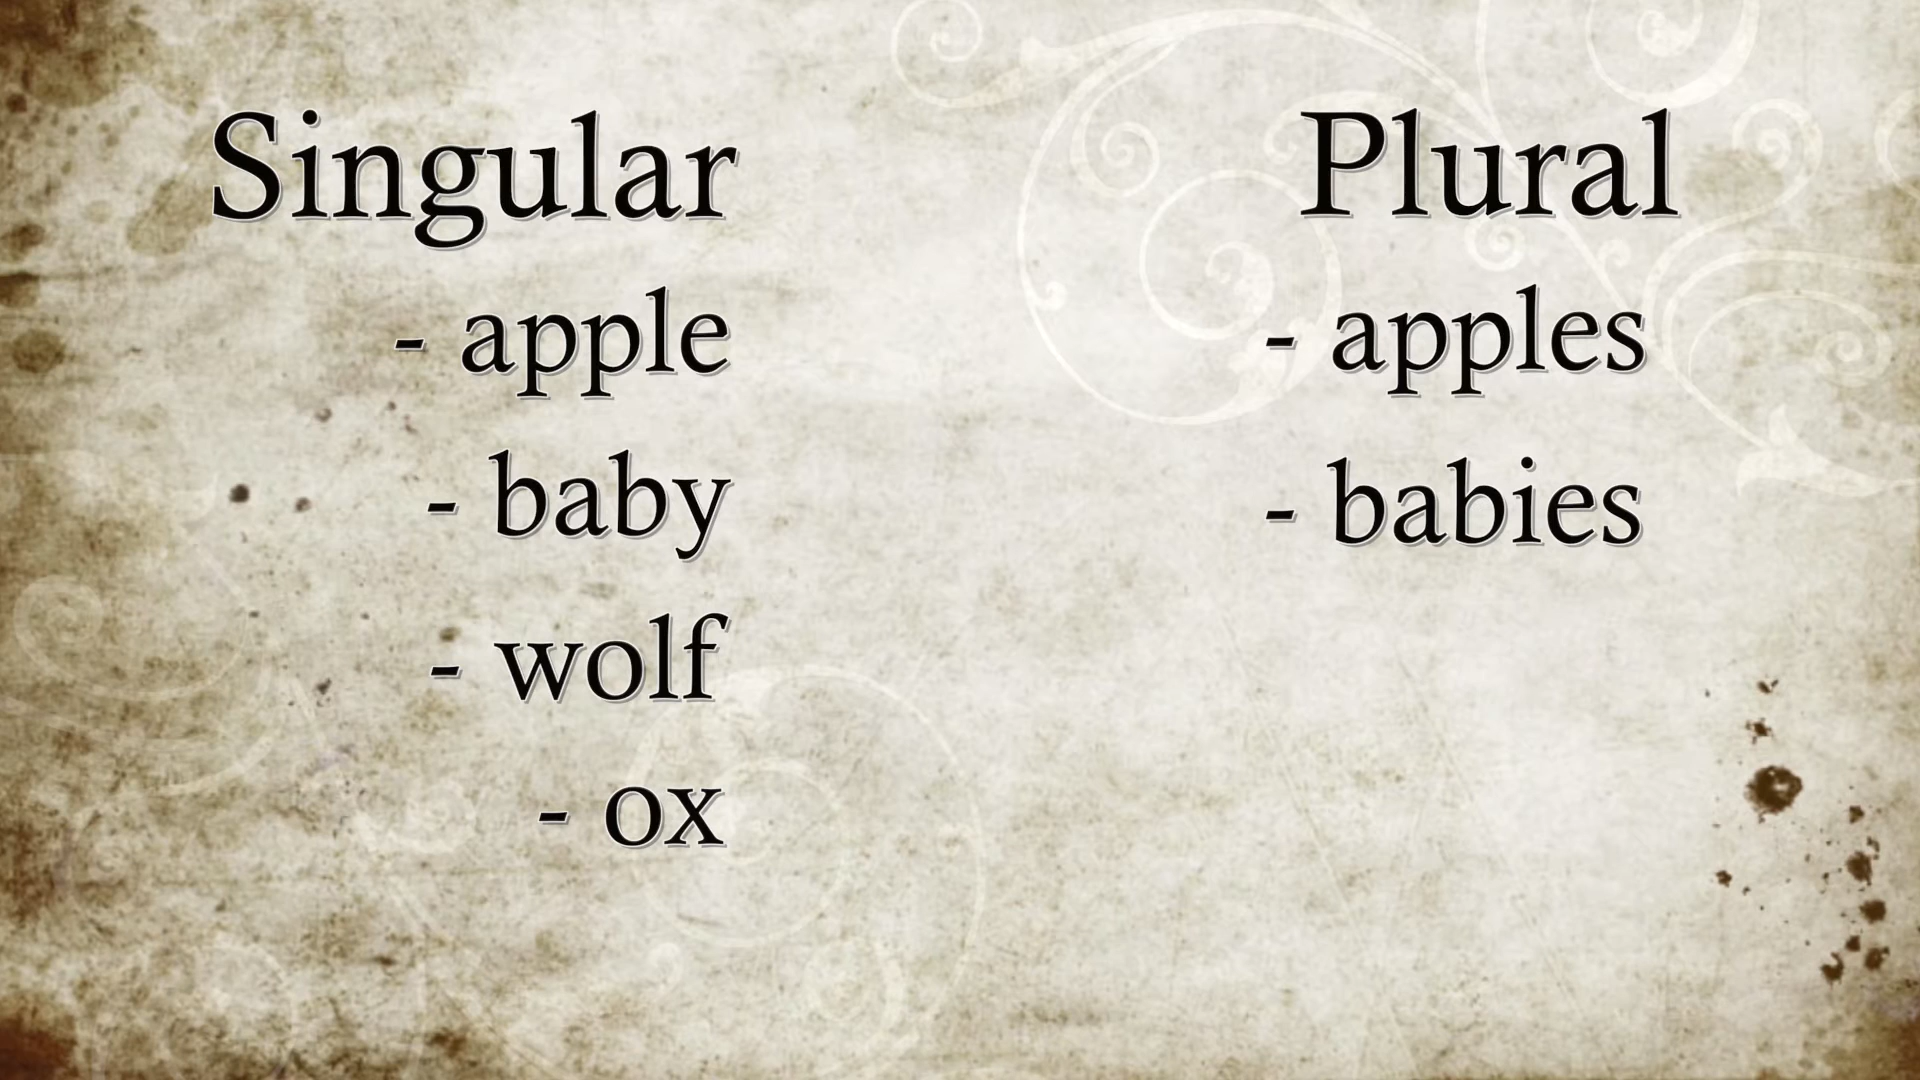 Singular
- apple
- baby
- wolf
- ox
Plural
- apples
- babies